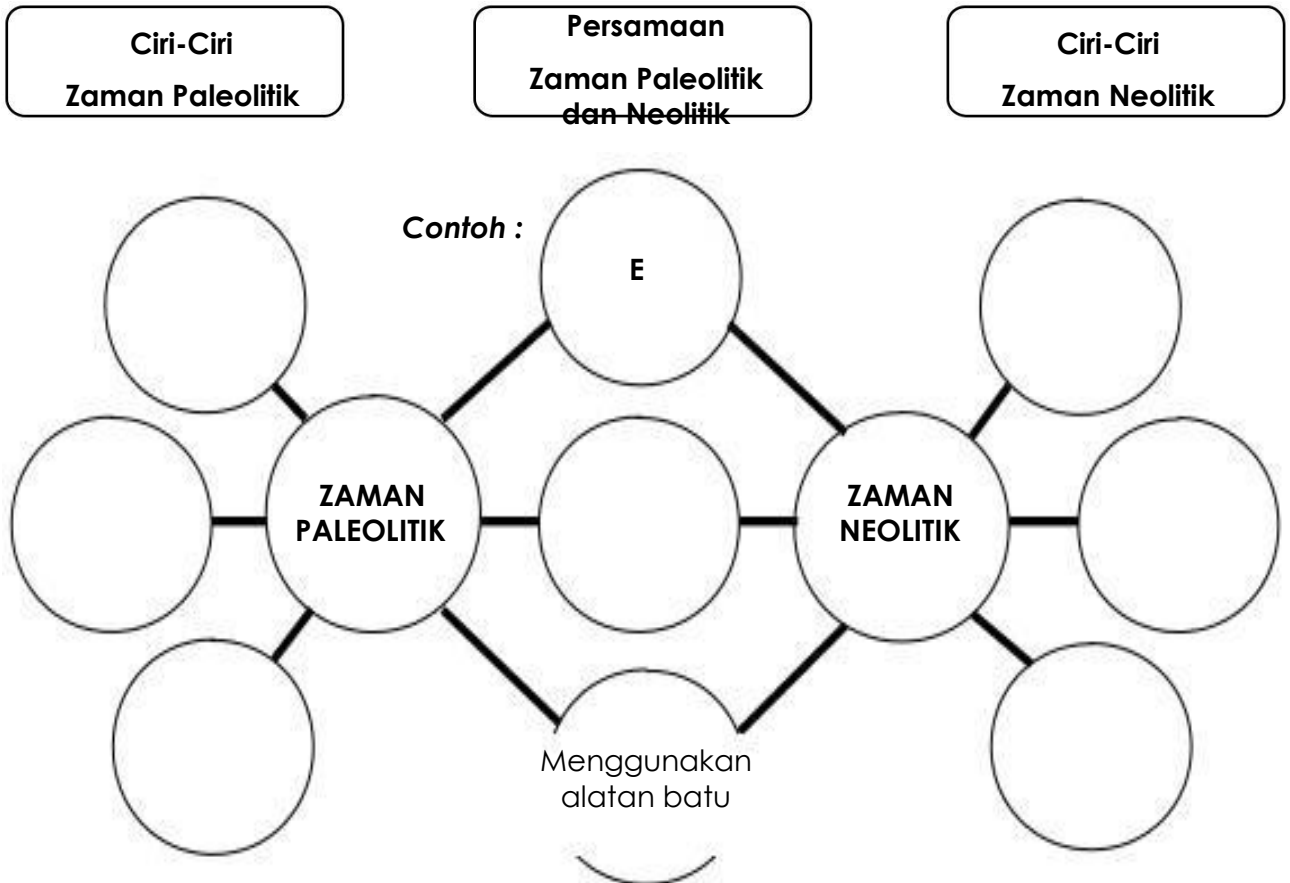 Ciri-Ciri
Zaman Paleolitik
Persamaan
Zaman Paleolitik
dan Neolitik
Ciri-Ciri
Zaman Neolitik
Contoh :
E
ZAMAN
PALEOLITIK
ZAMAN
NEOLITIK
Menggunakan
alatan batu